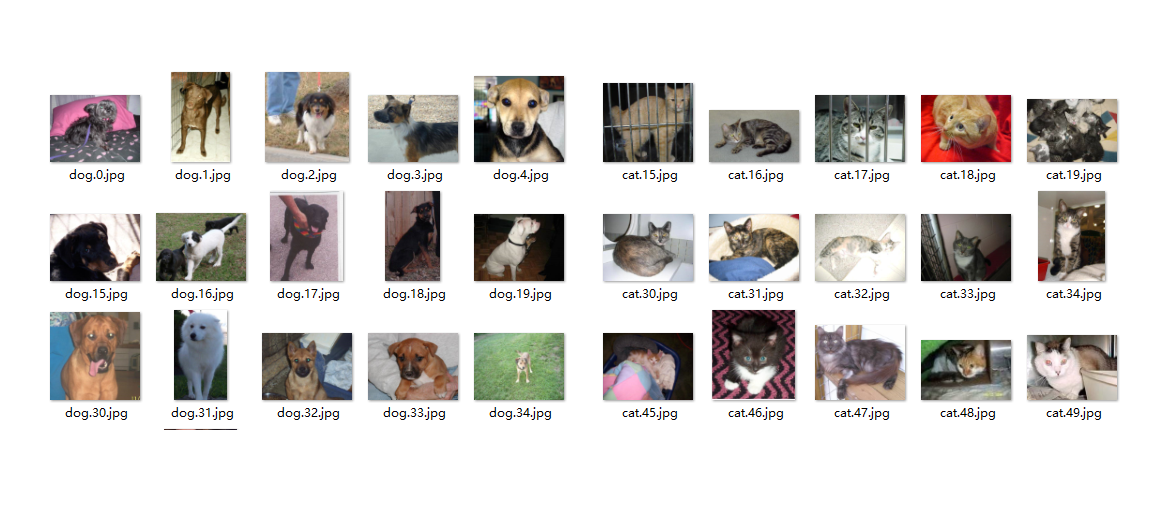 dog.0.jpg dog.1.jpg dog.2.jpg dog.3.jpg dog.4.jpg cat.15.jpg cat.16.jpg cat.17.jpg cat.18.jpg cat.19.jpg
dog.15.jpg dog.16.jpg dog.17.jpg dog.18.jpg dog.19.jpg cat.30.jpg cat.31.jpg cat.32.jpg cat.33.jpg cat.34.jpg
dog.30.jpg dog.31.jpg dog.32.jpg dog.33.jpg dog.34.jpg cat.45.jpg cat.46.jpg cat.47.jpg cat.48.jpg cat.49.jpg